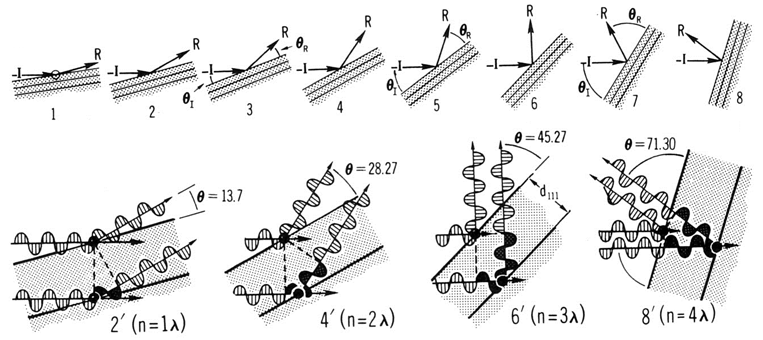 -I R
1
-I R
2
-I R θR θI
3
-I R
4
-I R θR θI
5
-I R
6
-I R θR θI
7
-I R
8
θ = 13.7
2′ (n=1λ)
θ = 28.27
4′ (n=2λ)
θ = 45.27
d111
6′ (n=3λ)
θ = 71.30
8′ (n=4λ)